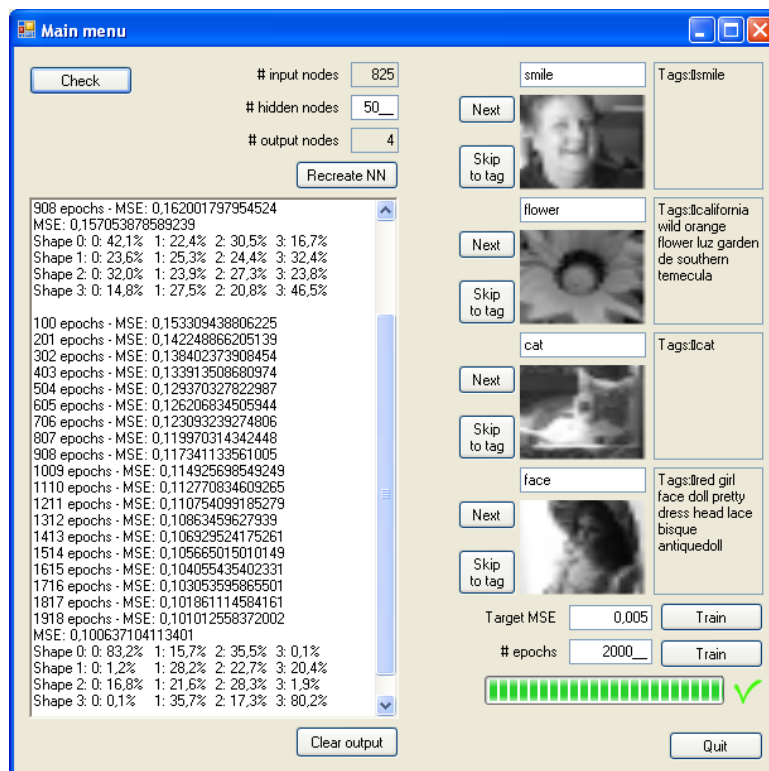 Main menu
Check
# input nodes 825
# hidden nodes 50__
# output nodes 4
Recreate NN
908 epochs - MSE: 0,162001797954524
MSE: 0,157053878589239
Shape 0: 0: 42,1% 1: 22,4% 2: 30,5% 3: 16,7%
Shape 1: 0: 23,6% 1: 25,3% 2: 24,4% 3: 32,4%
Shape 2: 0: 32,0% 1: 23,9% 2: 27,3% 3: 23,8%
Shape 3: 0: 14,8% 1: 27,5% 2: 20,8% 3: 46,5%
100 epochs - MSE: 0,153309438806225
201 epochs - MSE: 0,142248866205139
302 epochs - MSE: 0,138402373908454
403 epochs - MSE: 0,133913508680974
504 epochs - MSE: 0,129370327822987
605 epochs - MSE: 0,126206834505944
706 epochs - MSE: 0,123093239274806
807 epochs - MSE: 0,119970314342448
908 epochs - MSE: 0,117341133561005
1009 epochs - MSE: 0,114925698549249
1110 epochs - MSE: 0,112770834609265
1211 epochs - MSE: 0,110754099185279
1312 epochs - MSE: 0,10863459627939
1413 epochs - MSE: 0,106929524175261
1514 epochs - MSE: 0,105665015010149
1615 epochs - MSE: 0,104055435402331
1716 epochs - MSE: 0,103053595865501
1817 epochs - MSE: 0,101861114584161
1918 epochs - MSE: 0,101012558372002
MSE: 0,100637104113401
Shape 0: 0: 83,2% 1: 15,7% 2: 35,5% 3: 0,1%
Shape 1: 0: 1,2% 1: 28,2% 2: 22,7% 3: 20,4%
Shape 2: 0: 16,8% 1: 21,6% 2: 28,3% 3: 1,9%
Shape 3: 0: 0,1% 1: 35,7% 2: 17,3% 3: 80,2%
Clear output
smile
Next
Skip
to tag
Tags:▯smile
flower
Next
Skip
to tag
Tags:▯california
wild orange
flower luz garden
de southern
temecula
cat
Next
Skip
to tag
Tags:▯cat
face
Next
Skip
to tag
Tags:▯red girl
face doll pretty
dress head lace
bisque
antiquedoll
Target MSE 0,005 Train
# epochs 2000__ Train
Quit